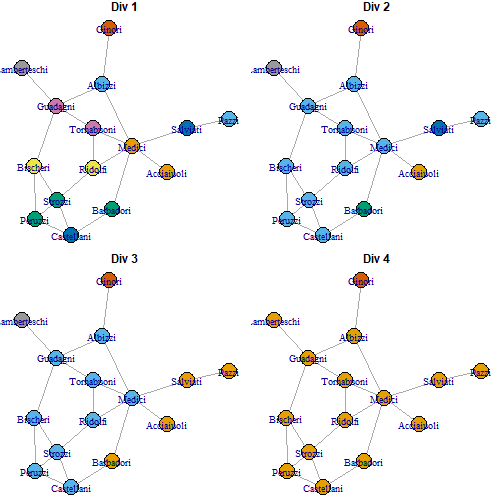 Div 1
Div 2
Ginori
Ginori
Lamberteschi
Albizzi
Guadagni
Pazzi
Tornabuoni
Salviati
Medici
Bischeri
Ridolfi
Acciaiuoli
Strozzi
Barbadori
Peruzzi
Castellani
Lamberteschi
Albizzi
Guadagni
Pazzi
Tornabuoni
Salviati
Medici
Bischeri
Ridolfi
Acciaiuoli
Strozzi
Barbadori
Peruzzi
Castellani
Div 3
Div 4
Ginori
Lamberteschi
Albizzi
Guadagni
Pazzi
Tornabuoni
Salviati
Medici
Bischeri
Ridolfi
Acciaiuoli
Strozzi
Barbadori
Peruzzi
Castellani
Ginori
Lamberteschi
Albizzi
Guadagni
Pazzi
Tornabuoni
Salviati
Medici
Bischeri
Ridolfi
Acciaiuoli
Strozzi
Barbadori
Peruzzi
Castellani